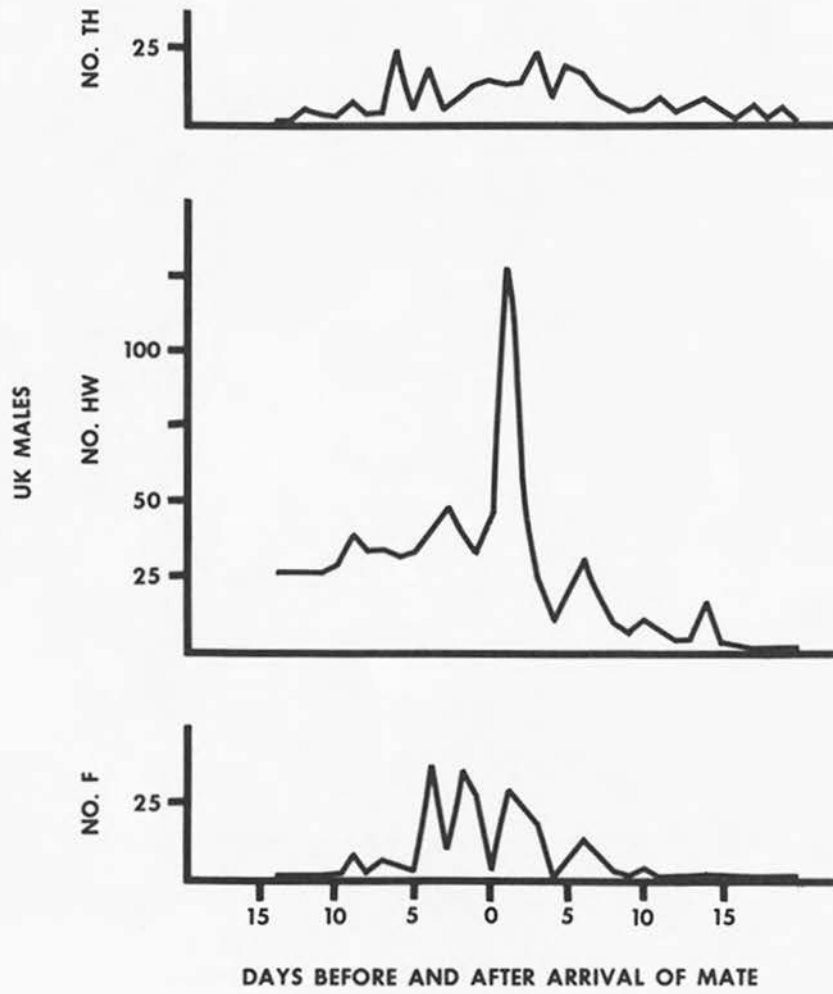 NO. TH
25
UK MALES
NO. HW
100
50
25
NO. F
25
15 10 5 0 5 10 15
DAYS BEFORE AND AFTER ARRIVAL OF MATE